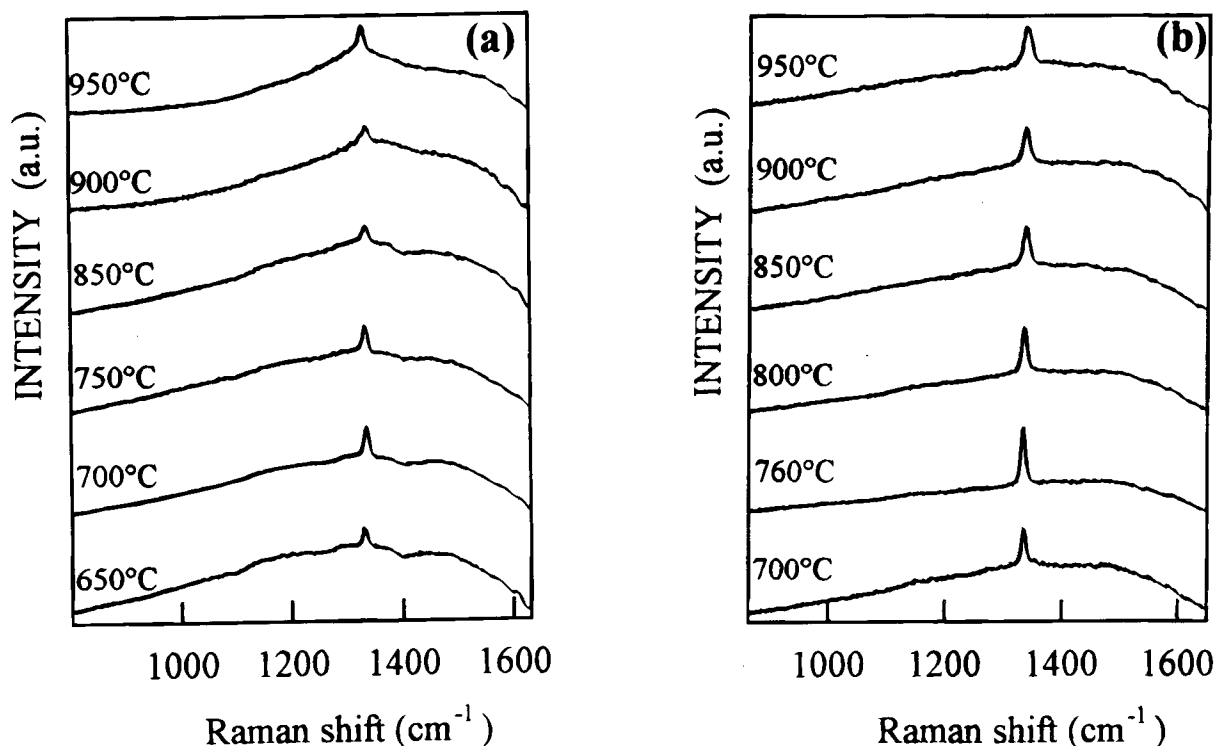 (a)
950°C
900°C
850°C
750°C
700°C
650°C
INTENSITY (a.u.)
1000 1200 1400 1600
Raman shift (cm⁻¹)
(b)
950°C
900°C
850°C
800°C
760°C
700°C
INTENSITY (a.u.)
1000 1200 1400 1600
Raman shift (cm⁻¹)